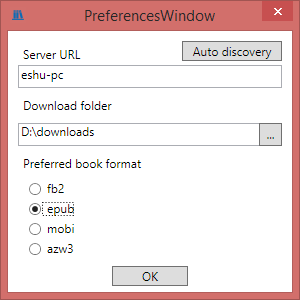 PreferencesWindow
Server URL
Auto discovery
eshu-pc
Download folder
D:\downloads
...
Preferred book format
fb2
epub
mobi
azw3
OK